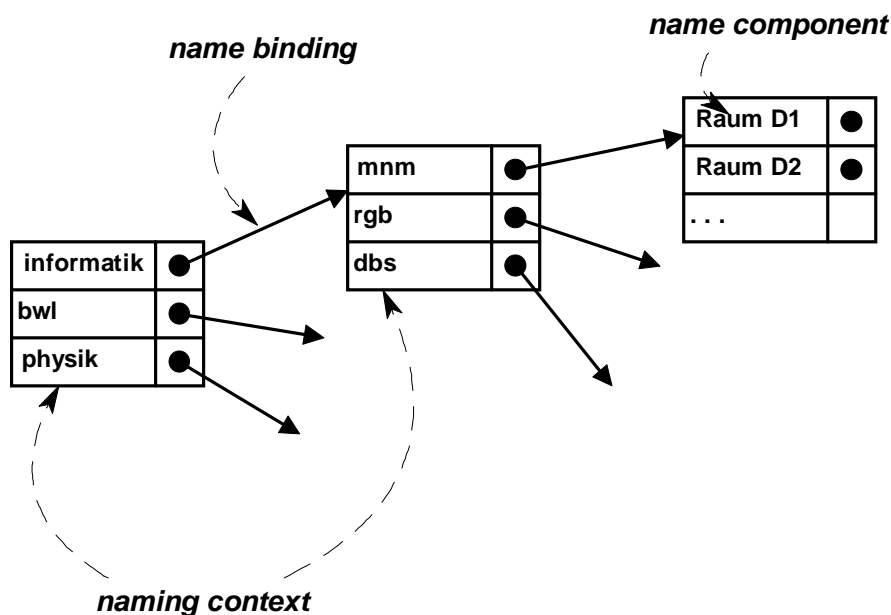 name component
name binding
Raum D1
Raum D2
. . .
mnm
rgb
dbs
informatik
bwl
physik
naming context